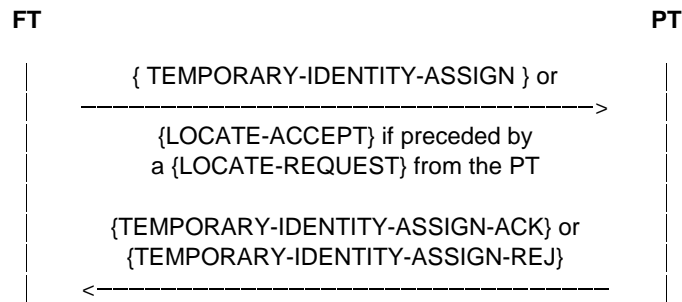 FT PT
{ TEMPORARY-IDENTITY-ASSIGN } or
{LOCATE-ACCEPT} if preceded by
a {LOCATE-REQUEST} from the PT
{TEMPORARY-IDENTITY-ASSIGN-ACK} or
{TEMPORARY-IDENTITY-ASSIGN-REJ}